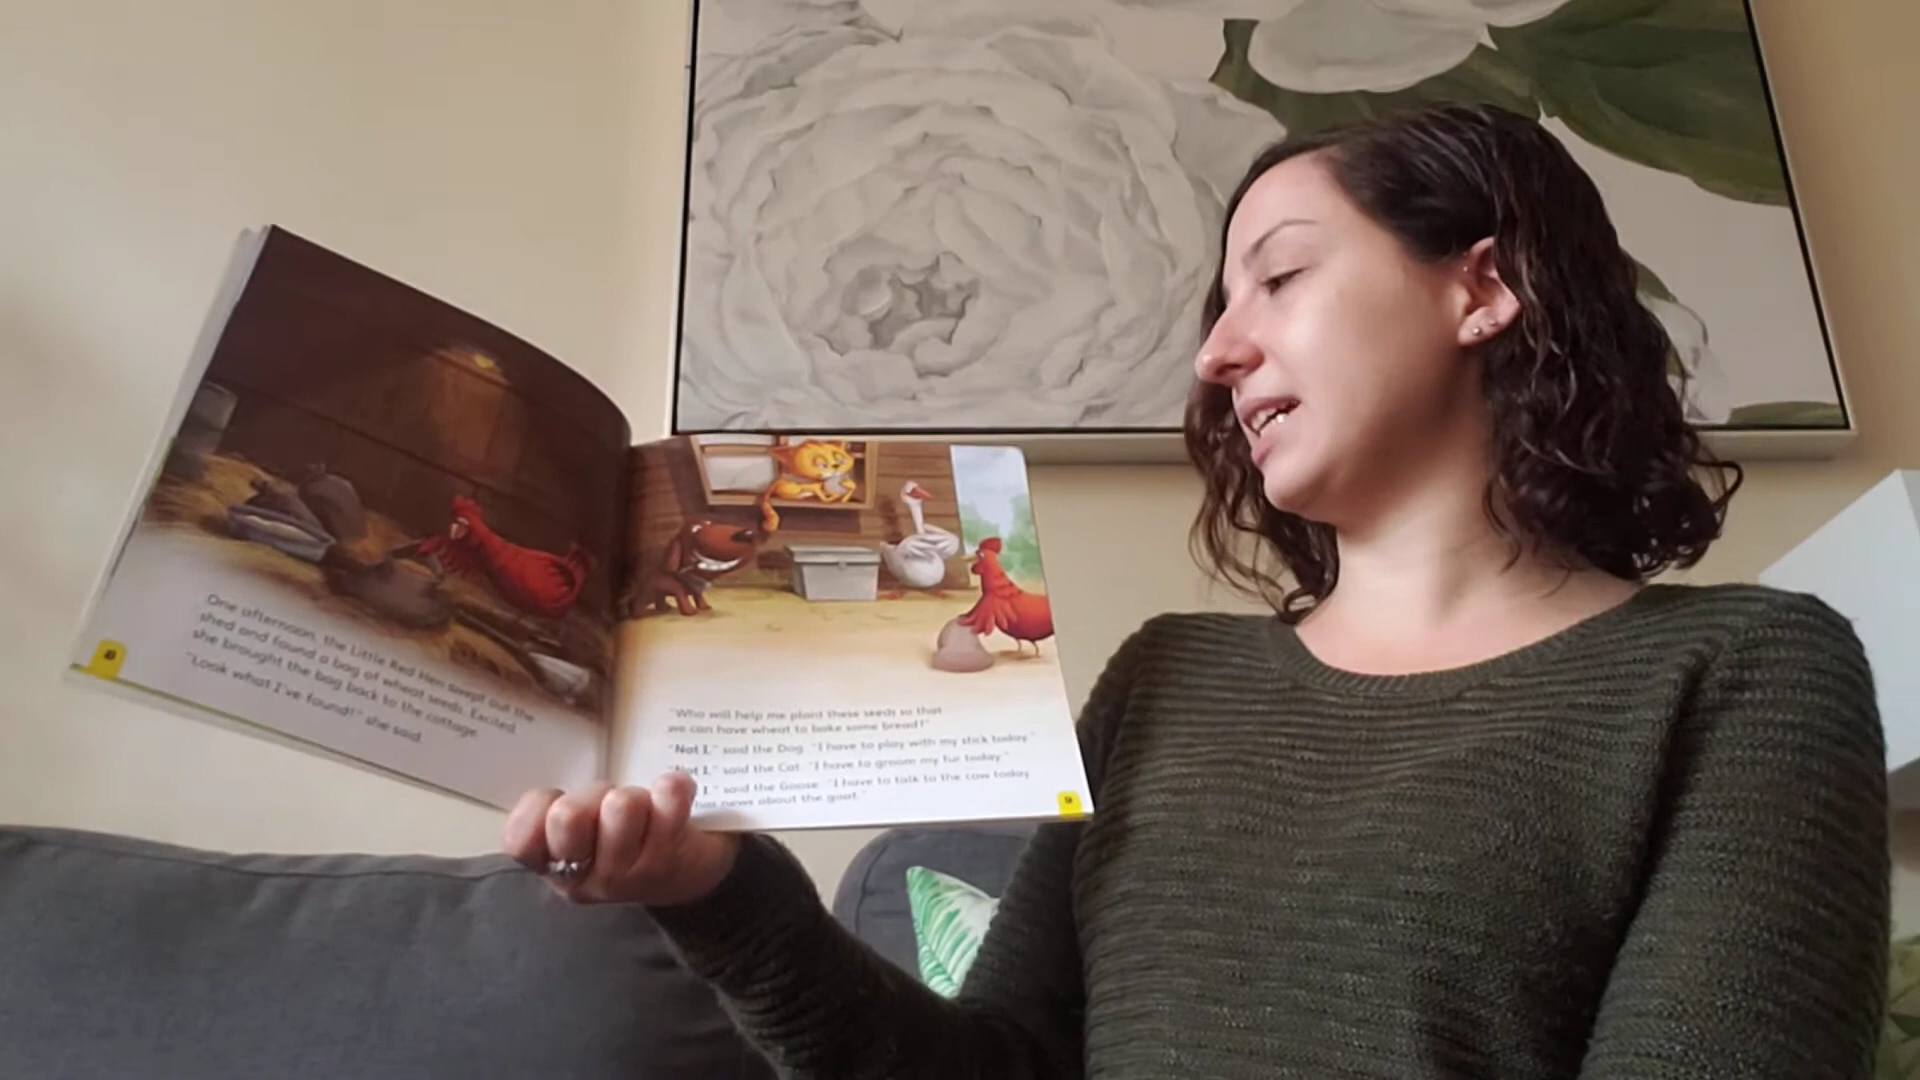 One afternoon, the Little Red Hen swept out the
shed and found a bag of wheat seeds. Excited,
she brought the bag back to the cottage.
"Look what I've found!" she said.
8
"Who will help me plant these seeds so that
we can have wheat to bake some bread?"
"Not I," said the Dog. "I have to play with my stick today."
"Not I," said the Cat. "I have to groom my fur today."
I," said the Goose. "I have to talk to the cow today.
has news about the goat."
9